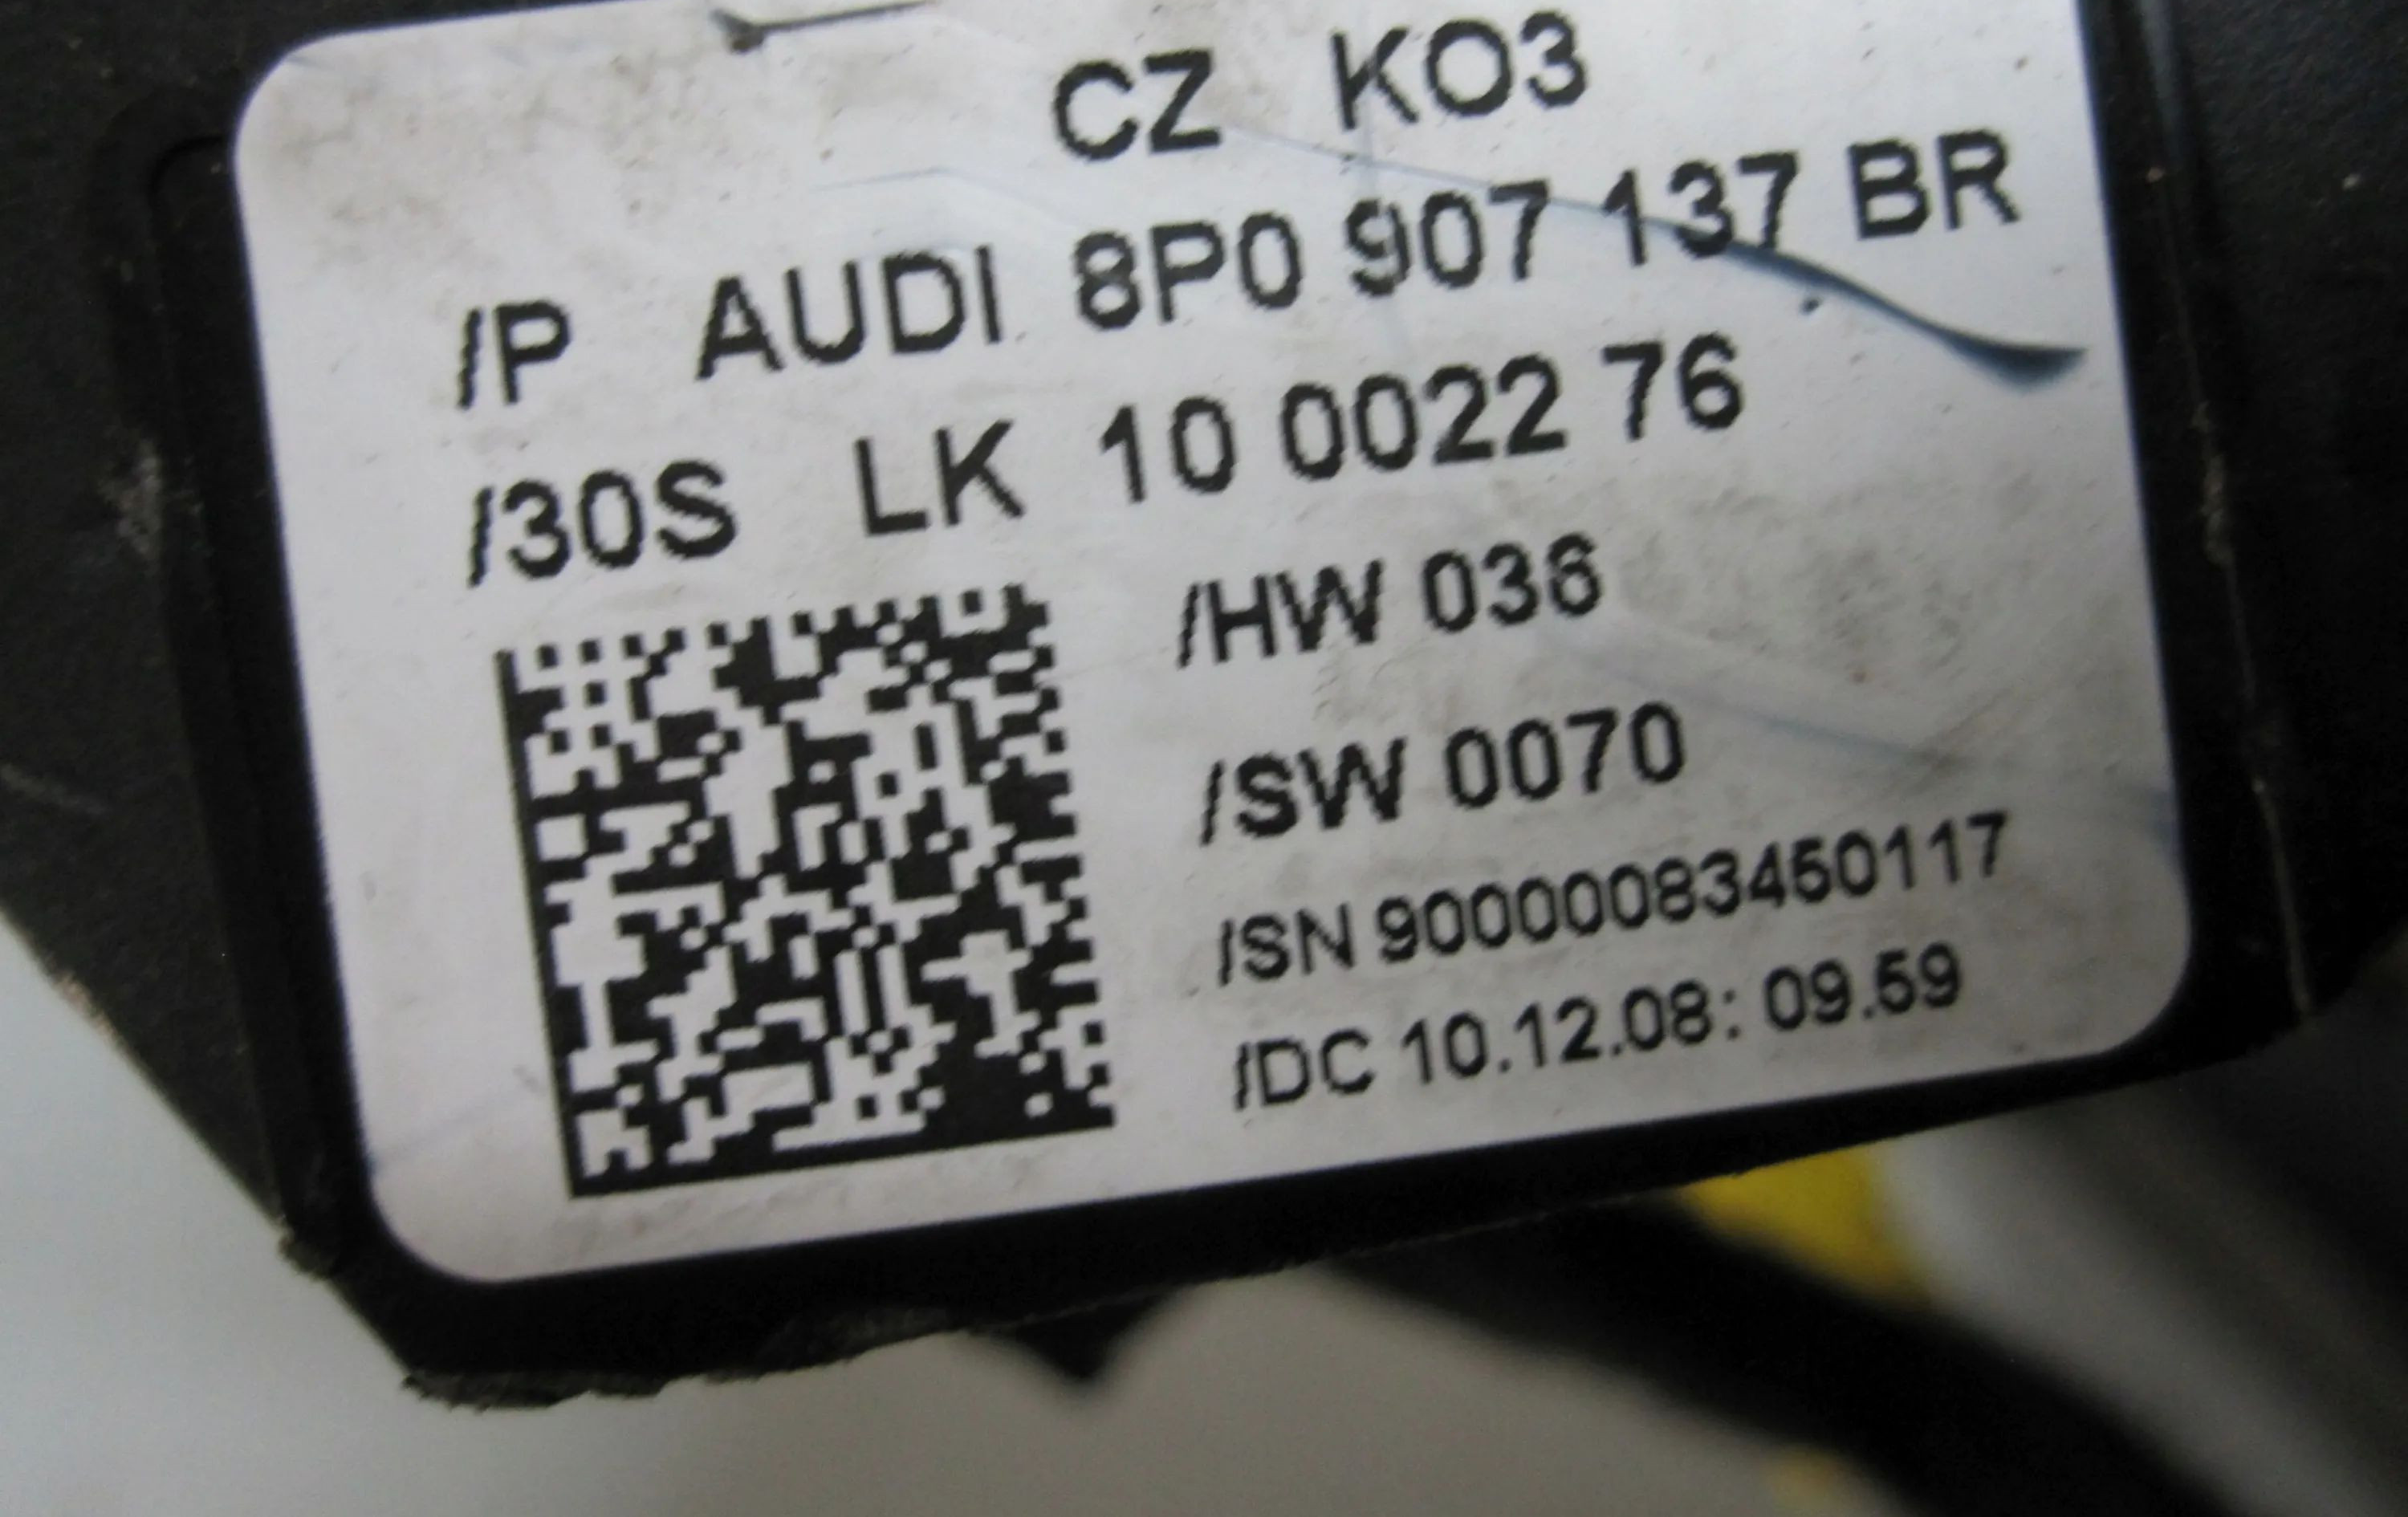 CZ KO3
/P AUDI 8P0 907 137 BR
/30S LK 10 0022 76
/HW 036
/SW 0070
/SN 90000083450117
/DC 10.12.08: 09.59